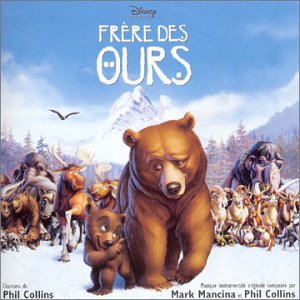 Disney
FRÈRE DES
OURS
Chansons de
Phil Collins
Musique instrumentale originale composée par
Mark Mancina et Phil Collins